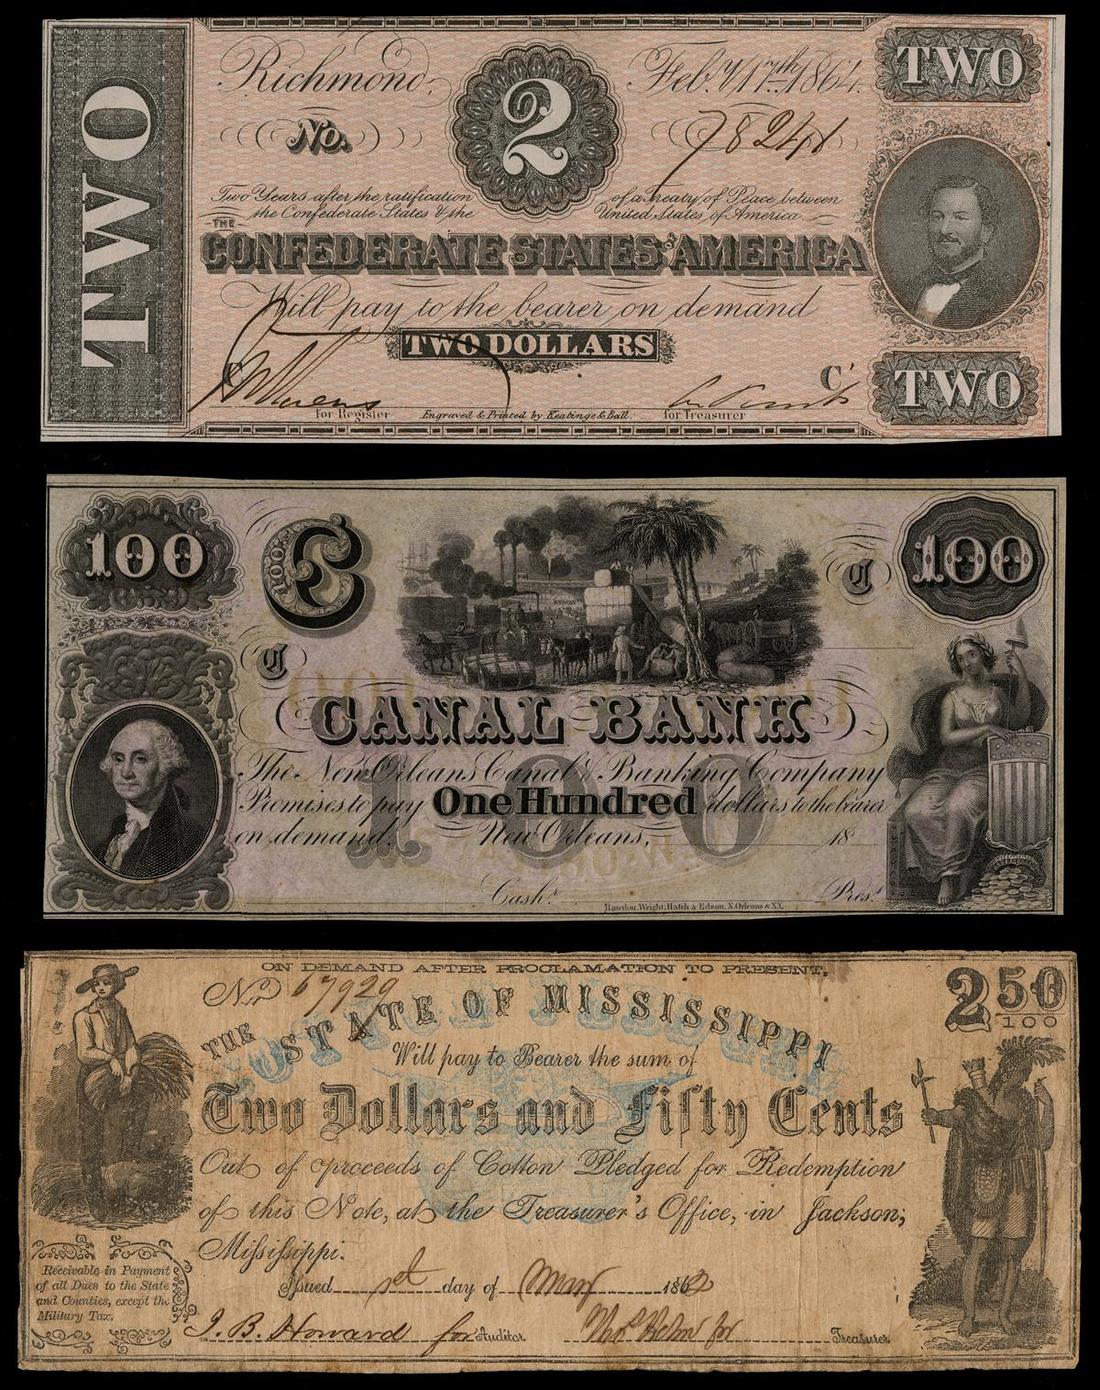 TWO
Richmond,
2
Feb.y 17th. 1864.
TWO
No.
78241
Two Years after the ratification of a Treaty of Peace between
the Confederate States & the United States of America
THE
CONFEDERATE STATES OF AMERICA
Will pay to the bearer on demand
TWO DOLLARS
C'
TWO
for Register
Engraved & Printed by Keatinge & Ball.
for Treasurer
100
C
100
C
100
C
CANAL BANK
The New Orleans Canal & Banking Company
Promises to pay One Hundred dollars to the bearer
on demand. New Orleans, 18
100
Cash.r
Pres.t
Rawdon, Wright, Hatch & Edson, N.Orleans & N.Y.
ON DEMAND AFTER PROCLAMATION TO PRESENT.
No 67929
2 50
100
THE STATE OF MISSISSIPPI
Will pay to Bearer the sum of
Two Dollars and Fifty Cents
Out of proceeds of Cotton Pledged for Redemption
of this Note, at the Treasurer's Office, in Jackson,
Mississippi.
Issued 1st day of May 1862
Receivable in Payment
of all Dues to the State
and Counties, except the
Military Tax.
J. B. Howard for Auditor
Treasurer